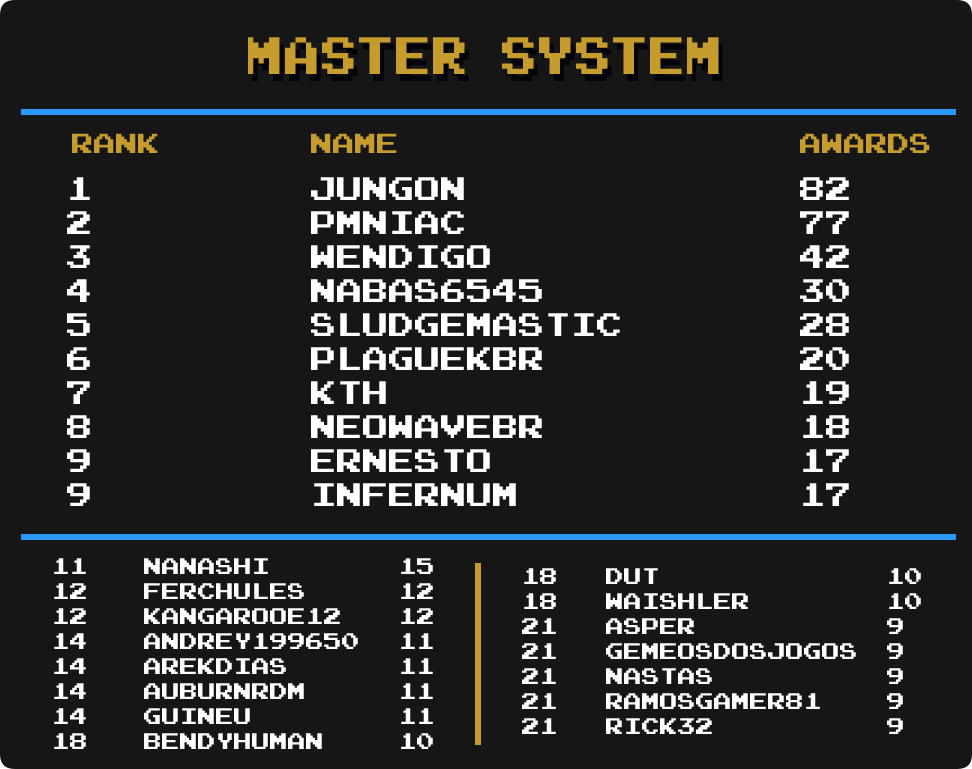 MASTER SYSTEM
RANK NAME AWARDS
1 JUNGON 82
2 PMNIAC 77
3 WENDIGO 42
4 NABAS6545 30
5 SLUDGEMASTIC 28
6 PLAGUEKBR 20
7 KTH 19
8 NEOWAVEBR 18
9 ERNESTO 17
9 INFERNUM 17
11 NANASHI 15
12 FERCHULES 12
12 KANGAROOE12 12
14 ANDREY199650 11
14 AREKDIAS 11
14 AUBURNRDM 11
14 GUINEU 11
18 BENDYHUMAN 10
18 DUT 10
18 WAISHLER 10
21 ASPER 9
21 GEMEOSDOSJOGOS 9
21 NASTAS 9
21 RAMOSGAMER81 9
21 RICK32 9